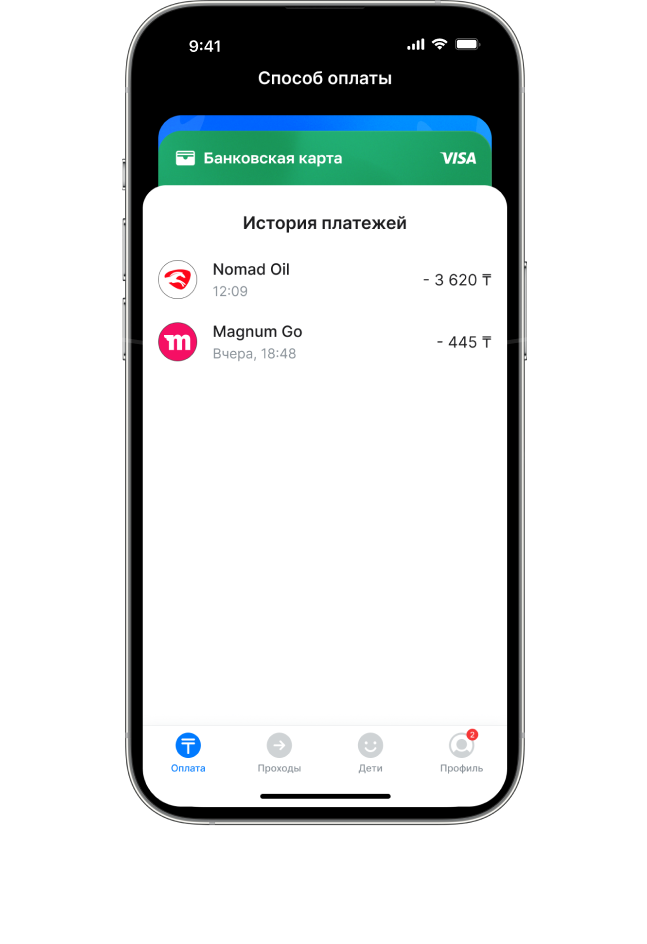 9:41
Способ оплаты
Банковская карта VISA
История платежей
Nomad Oil
12:09
- 3 620 ₸
m
Magnum Go
Вчера, 18:48
- 445 ₸
₸
2
Оплата Проходы Дети Профиль